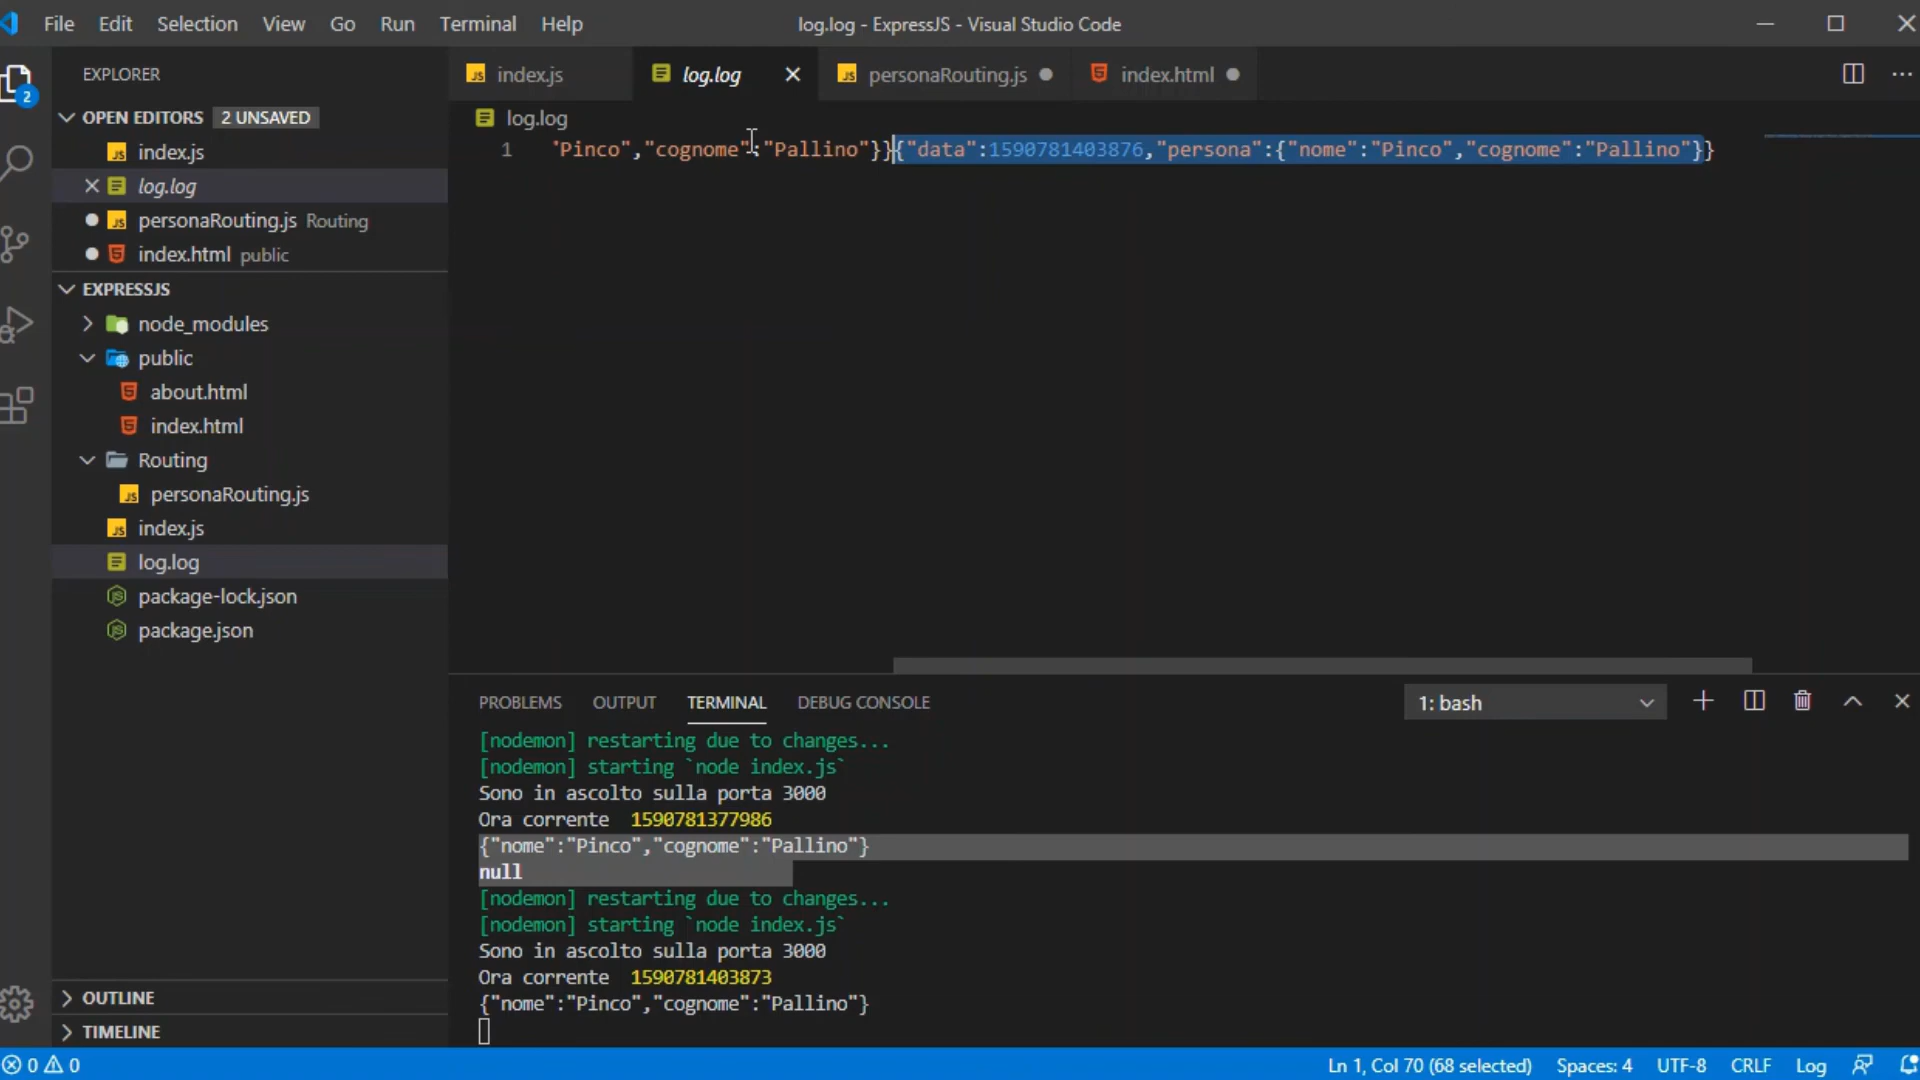 File Edit Selection View Go Run Terminal Help
log.log - ExpressJS - Visual Studio Code
EXPLORER
index.js
log.log
personaRouting.js
index.html
2
OPEN EDITORS 2 UNSAVED
index.js
log.log
personaRouting.js Routing
index.html public
EXPRESSJS
node_modules
public
about.html
index.html
Routing
personaRouting.js
index.js
log.log
package-lock.json
package.json
OUTLINE
TIMELINE
log.log
1 "Pinco","cognome":"Pallino"}}{"data":1590781403876,"persona":{"nome":"Pinco","cognome":"Pallino"}}
PROBLEMS OUTPUT TERMINAL DEBUG CONSOLE
1: bash
[nodemon] restarting due to changes...
[nodemon] starting `node index.js`
Sono in ascolto sulla porta 3000
Ora corrente 1590781377986
{"nome":"Pinco","cognome":"Pallino"}
null
[nodemon] restarting due to changes...
[nodemon] starting `node index.js`
Sono in ascolto sulla porta 3000
Ora corrente 1590781403873
{"nome":"Pinco","cognome":"Pallino"}
0 0
Ln 1, Col 70 (68 selected) Spaces: 4 UTF-8 CRLF Log